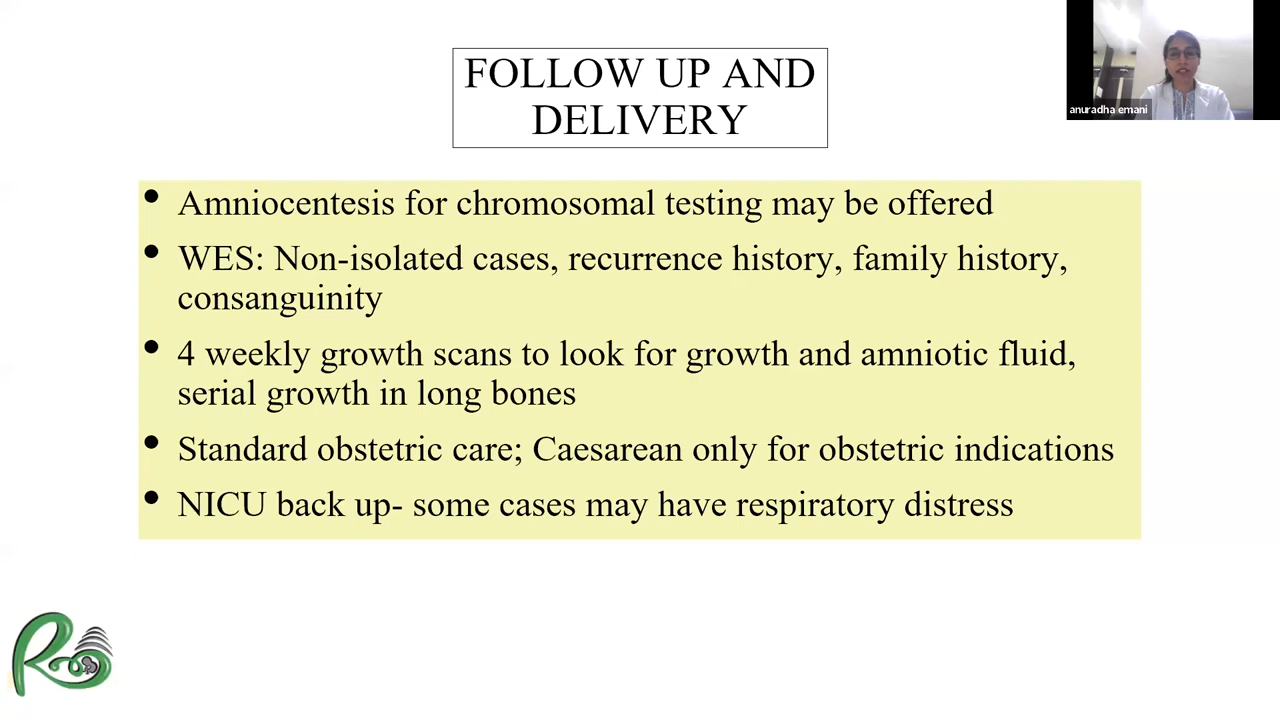 FOLLOW UP AND
DELIVERY
anuradha emani
• Amniocentesis for chromosomal testing may be offered
• WES: Non-isolated cases, recurrence history, family history,
consanguinity
• 4 weekly growth scans to look for growth and amniotic fluid,
serial growth in long bones
• Standard obstetric care; Caesarean only for obstetric indications
• NICU back up- some cases may have respiratory distress